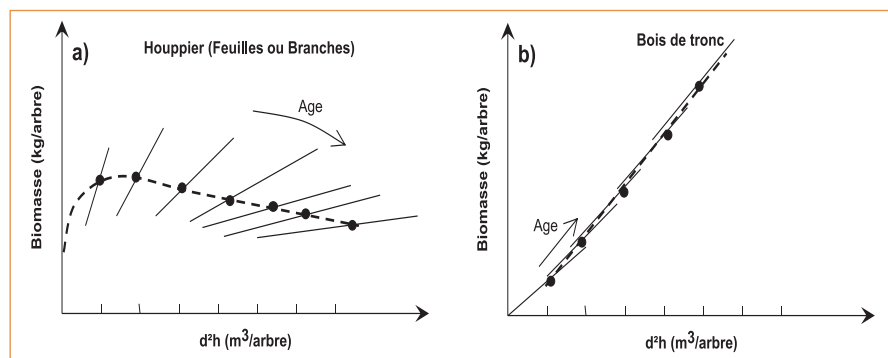 a)
Houppier (Feuilles ou Branches)
Age
Biomasse (kg/arbre)
d²h (m³/arbre)
b)
Bois de tronc
Age
Biomasse (kg/arbre)
d²h (m³/arbre)